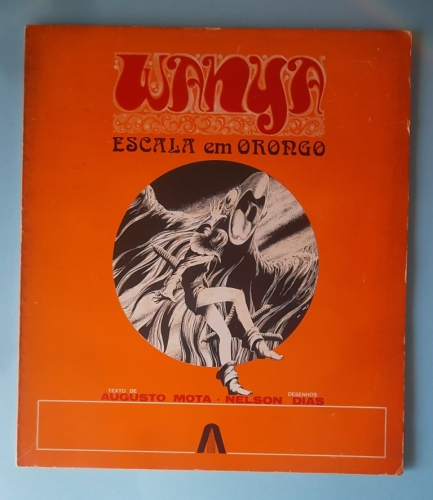 WANYA
ESCALA em ORONGO
TEXTO DE DESENHOS
AUGUSTO MOTA · NELSON DIAS